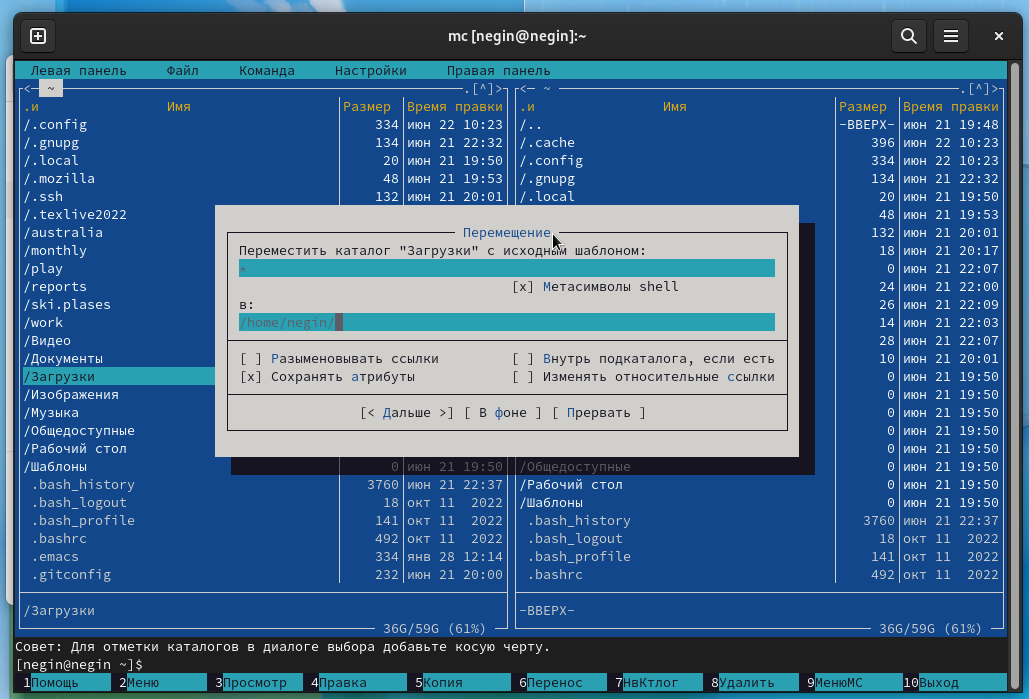 mc [negin@negin]:~
Левая панель Файл Команда Настройки Правая панель
<— ~ .[^]> <— ~ .[^]>
.и Имя Размер Время правки .и Имя Размер Время правки
/.config 334 июн 22 10:23 /.. -ВВЕРХ- июн 21 19:48
/.gnupg 134 июн 21 22:32 /.cache 396 июн 22 10:23
/.local 20 июн 21 19:50 /.config 334 июн 22 10:23
/.mozilla 48 июн 21 19:53 /.gnupg 134 июн 21 22:32
/.ssh 132 июн 21 20:01 /.local 20 июн 21 19:50
/.texlive2022 48 июн 21 19:53
/australia Перемещение 132 июн 21 20:01
/monthly Переместить каталог "Загрузки" с исходным шаблоном: 18 июн 21 20:17
/play * 0 июн 21 22:07
/reports [x] Метасимволы shell 24 июн 21 22:06
/ski.plases в: 26 июн 21 22:09
/work /home/negin/ 14 июн 21 22:03
/Видео 28 июн 21 22:07
/Документы [ ] Разыменовывать ссылки [ ] Внутрь подкаталога, если есть 10 июн 21 20:01
/Загрузки [x] Сохранять атрибуты [ ] Изменять относительные ссылки 0 июн 21 19:50
/Изображения 0 июн 21 19:50
/Музыка [< Дальше >] [ В фоне ] [ Прервать ] 0 июн 21 19:50
/Общедоступные 0 июн 21 19:50
/Рабочий стол 0 июн 21 19:50
/Шаблоны 0 июн 21 19:50 /Общедоступные 0 июн 21 19:50
.bash_history 3760 июн 21 22:37 /Рабочий стол 0 июн 21 19:50
.bash_logout 18 окт 11 2022 /Шаблоны 0 июн 21 19:50
.bash_profile 141 окт 11 2022 .bash_history 3760 июн 21 22:37
.bashrc 492 окт 11 2022 .bash_logout 18 окт 11 2022
.emacs 334 янв 28 12:14 .bash_profile 141 окт 11 2022
.gitconfig 232 июн 21 20:00 .bashrc 492 окт 11 2022
/Загрузки -ВВЕРХ-
36G/59G (61%) 36G/59G (61%)
Совет: Для отметки каталогов в диалоге выбора добавьте косую черту.
[negin@negin ~]$
1Помощь 2Меню 3Просмотр 4Правка 5Копия 6Перенос 7НвКтлог 8Удалить 9МенюМС 10Выход